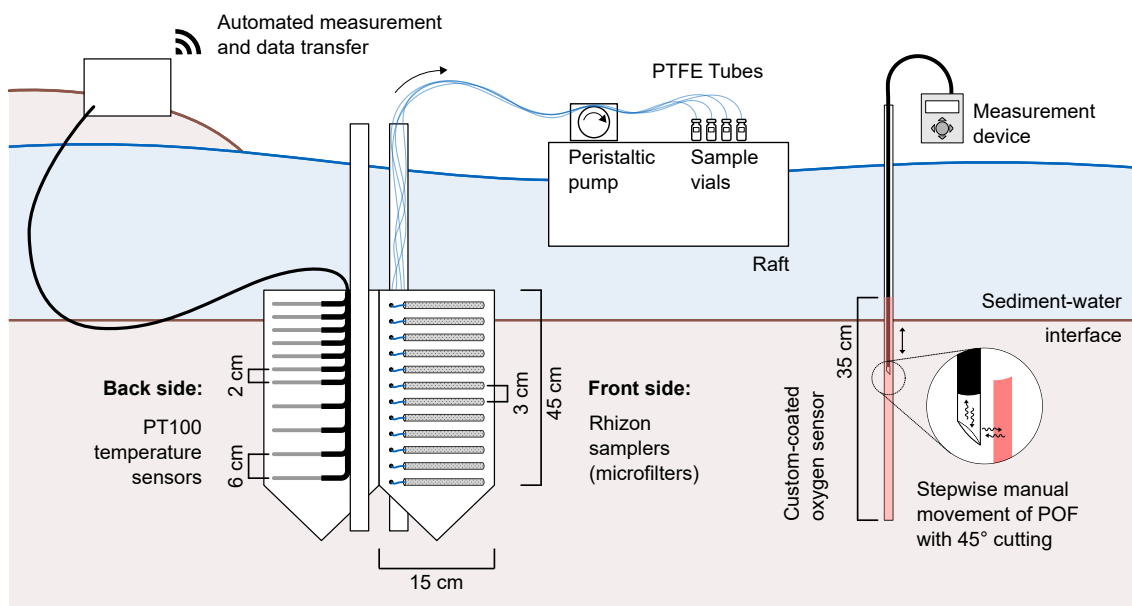 Automated measurement
and data transfer
PTFE Tubes
Peristaltic
pump
Sample
vials
Raft
Measurement
device
Sediment-water
interface
Back side:
PT100
temperature
sensors
2 cm
6 cm
3 cm
45 cm
15 cm
Front side:
Rhizon
samplers
(microfilters)
35 cm
Custom-coated
oxygen sensor
Stepwise manual
movement of POF
with 45° cutting